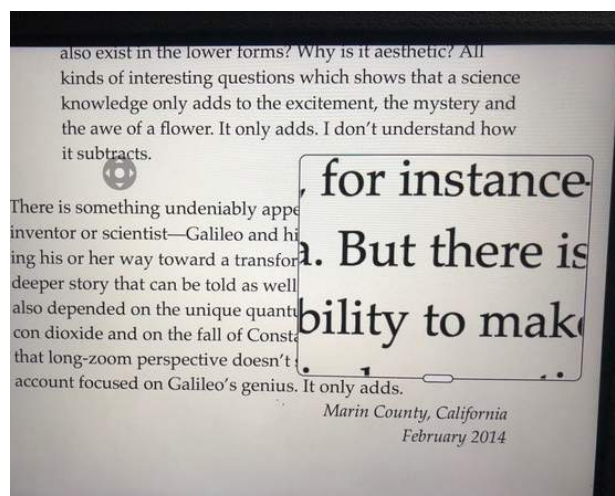 also exist in the lower forms? Why is it aesthetic? All
kinds of interesting questions which shows that a science
knowledge only adds to the excitement, the mystery and
the awe of a flower. It only adds. I don't understand how
it subtracts.
There is something undeniably appe
inventor or scientist—Galileo and hi
ing his or her way toward a transfor
deeper story that can be told as well
also depended on the unique quantu
con dioxide and on the fall of Consta
that long-zoom perspective doesn't
account focused on Galileo's genius. It only adds.
, for instance
a. But there is
bility to make
Marin County, California
February 2014